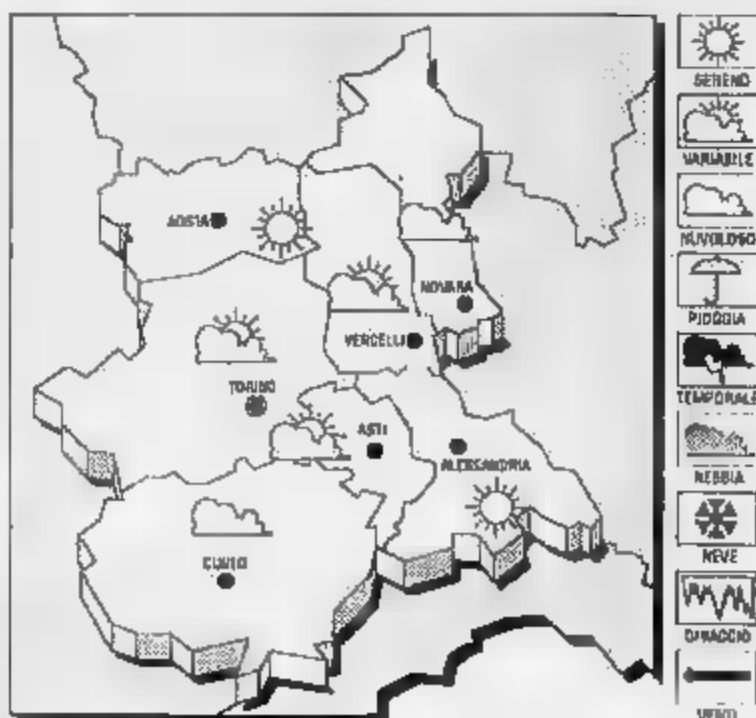 SERENO
VARIABILE
NUVOLOSO
PIOGGIA
TEMPORALE
NEBBIA
NEVE
GHIACCIO
VENTO
AOSTA
NOVARA
VERCELLI
TORINO
ASTI
ALESSANDRIA
CUNEO